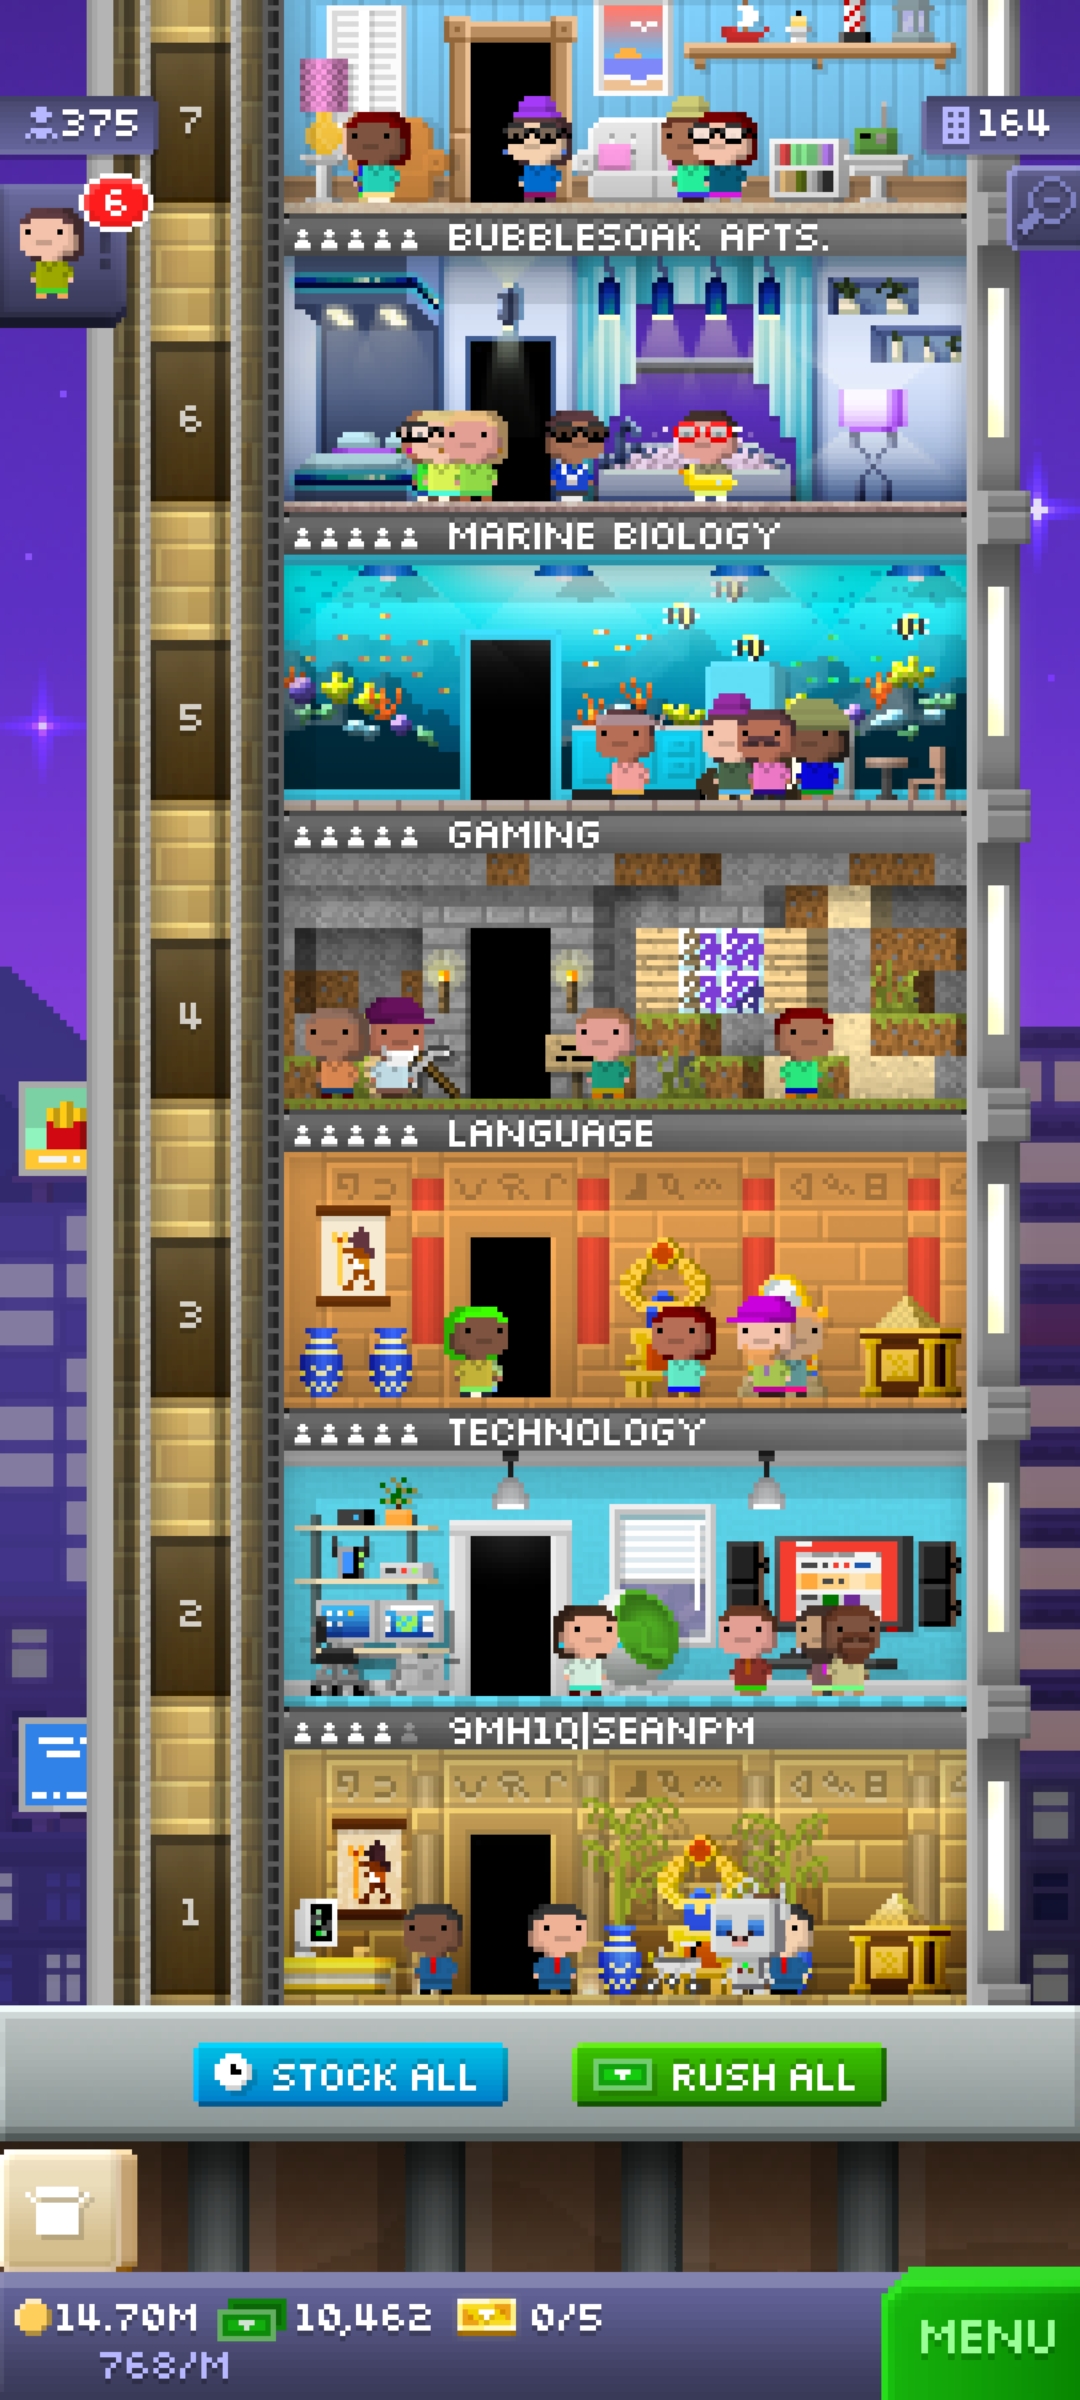 7
375
164
6
BUBBLESOAK APTS.
6
MARINE BIOLOGY
5
GAMING
4
LANGUAGE
3
TECHNOLOGY
2
9MH1Q|SEANPM
1
STOCK ALL
RUSH ALL
14.70M
10,462
0/5
768/M
MENU